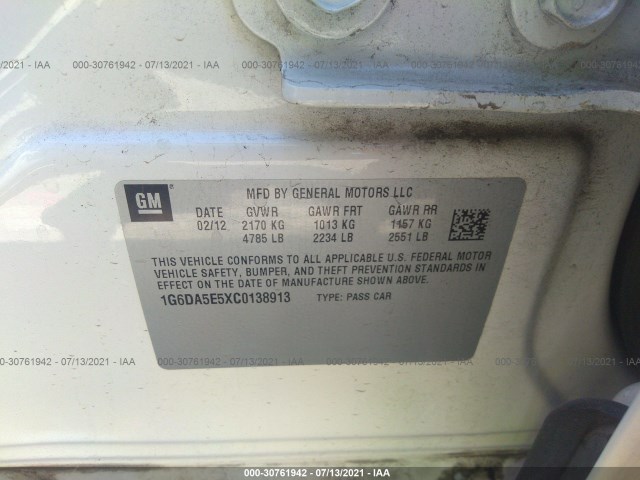 2021 - IAA 000-30761942 - 07/13/2021 - IAA 000-30761942 - 07/13/2021 - IAA 000-30761942 - 07/13/2021
GM MFD BY GENERAL MOTORS LLC
DATE GVWR GAWR FRT GAWR RR
02/12 2170 KG 1013 KG 1157 KG
4785 LB 2234 LB 2551 LB
THIS VEHICLE CONFORMS TO ALL APPLICABLE U.S. FEDERAL MOTOR
VEHICLE SAFETY, BUMPER, AND THEFT PREVENTION STANDARDS IN
EFFECT ON THE DATE OF MANUFACTURE SHOWN ABOVE.
1G6DA5E5XC0138913 TYPE: PASS CAR
000-30761942 - 07/13/2021 - IAA 000-30761942 - 07/13/2021 - IAA 000-30761942 - 07/13/2021 - IAA
000-30761942 - 07/13/2021 - IAA